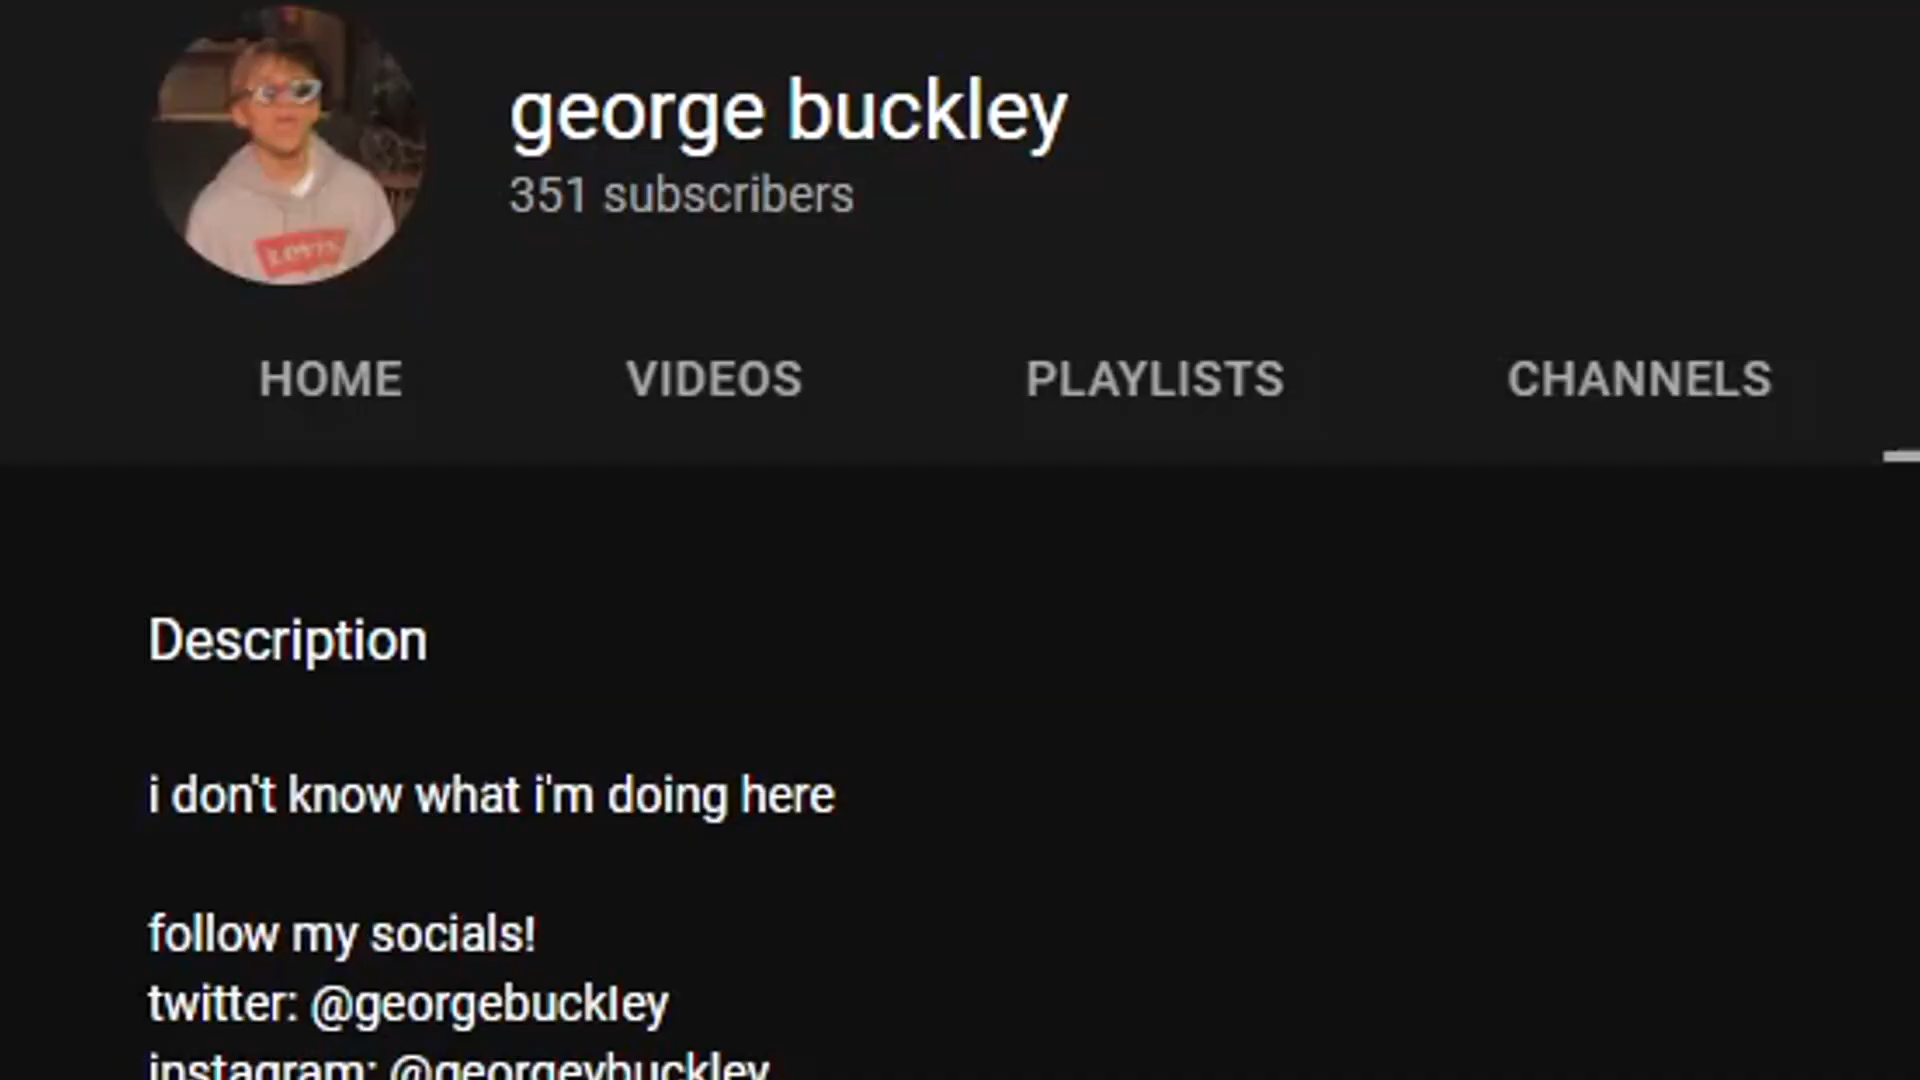 george buckley
351 subscribers
HOME VIDEOS PLAYLISTS CHANNELS
Description
i don't know what i'm doing here
follow my socials!
twitter: @georgebuckley
instagram: @georgeybuckley